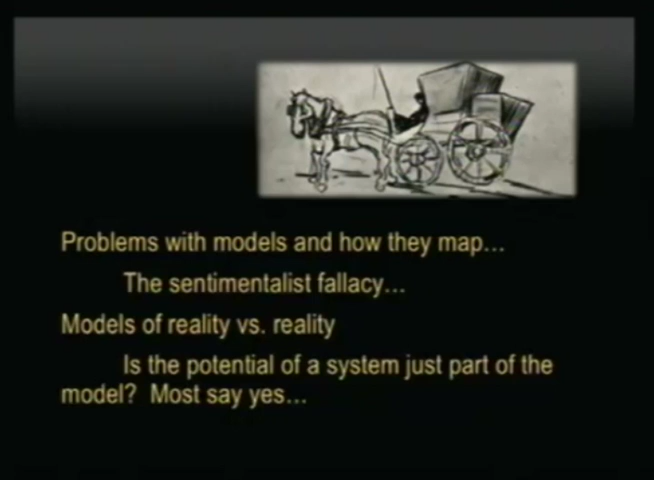 Problems with models and how they map...
The sentimentalist fallacy...
Models of reality vs. reality
Is the potential of a system just part of the
model? Most say yes...